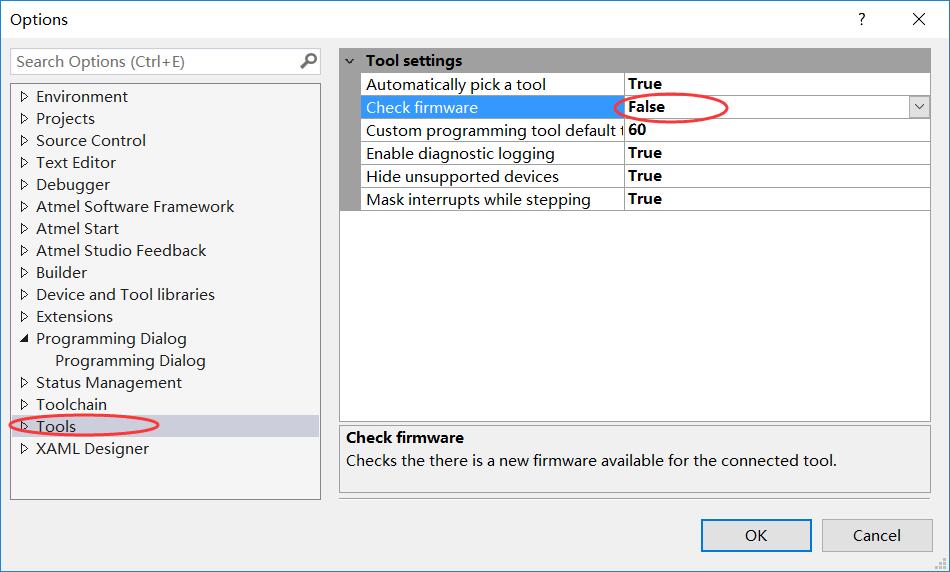 Options
?
Search Options (Ctrl+E)
Environment
Projects
Source Control
Text Editor
Debugger
Atmel Software Framework
Atmel Start
Atmel Studio Feedback
Builder
Device and Tool libraries
Extensions
Programming Dialog
Programming Dialog
Status Management
Toolchain
Tools
XAML Designer
Tool settings
Automatically pick a tool True
Check firmware False
Custom programming tool default t 60
Enable diagnostic logging True
Hide unsupported devices True
Mask interrupts while stepping True
Check firmware
Checks the there is a new firmware available for the connected tool.
OK
Cancel